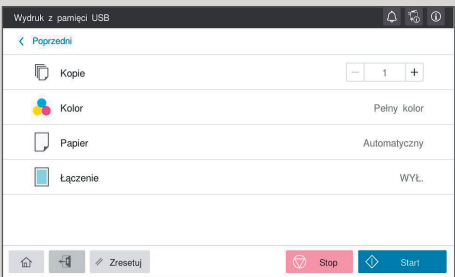 Wydruk z pamięci USB
Poprzedni
Kopie
1
Kolor
Pełny kolor
Papier
Automatyczny
Łączenie
WYŁ.
Zresetuj
Stop
Start